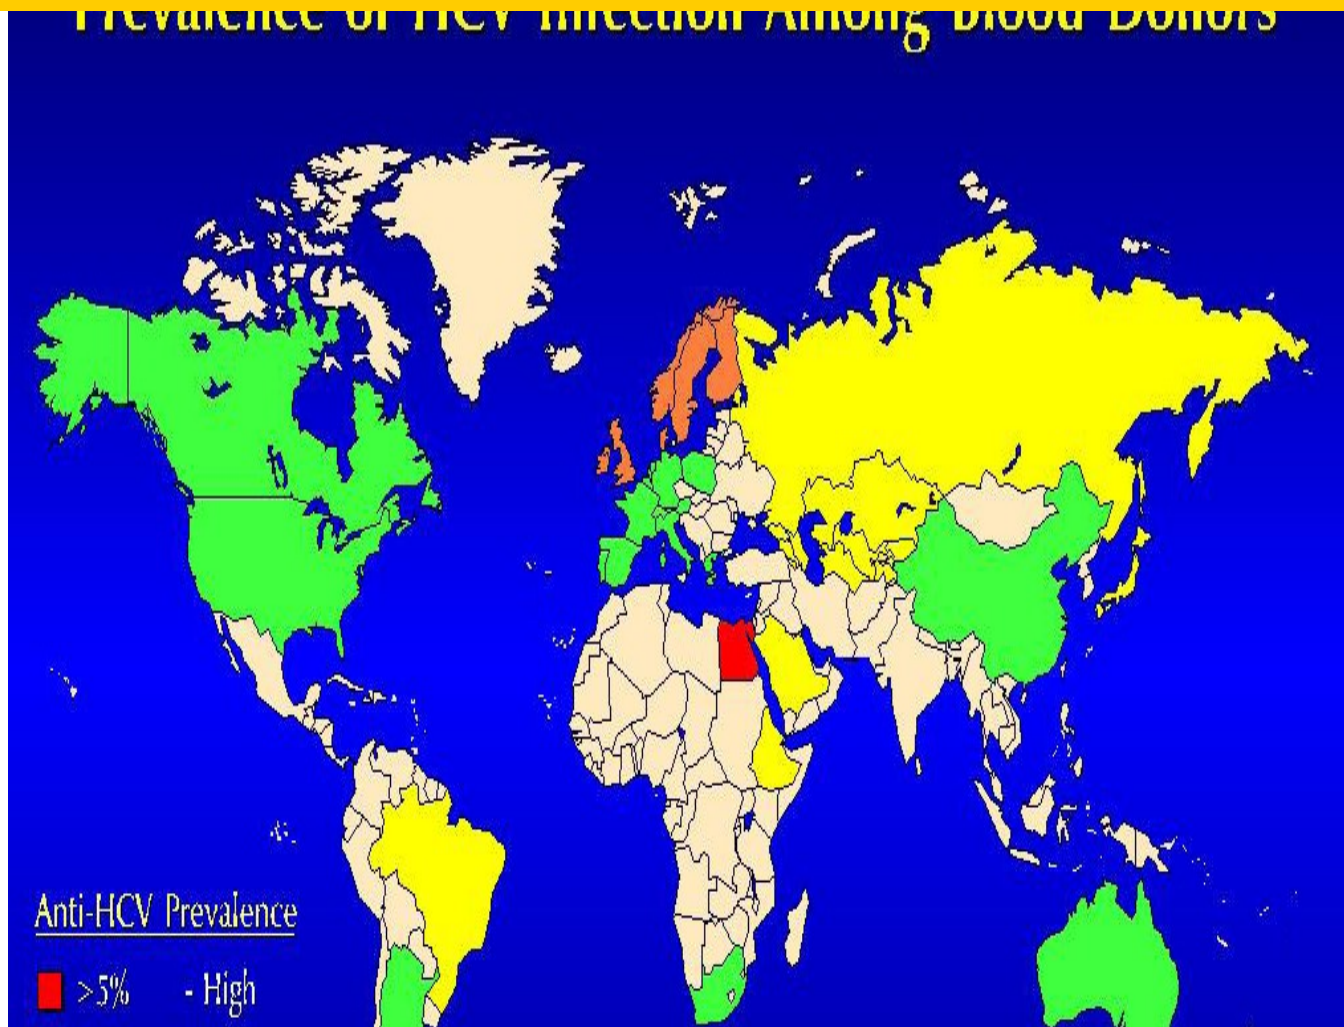 Prevalence of HCV Infection Among Blood Donors
Anti-HCV Prevalence
>5% - High